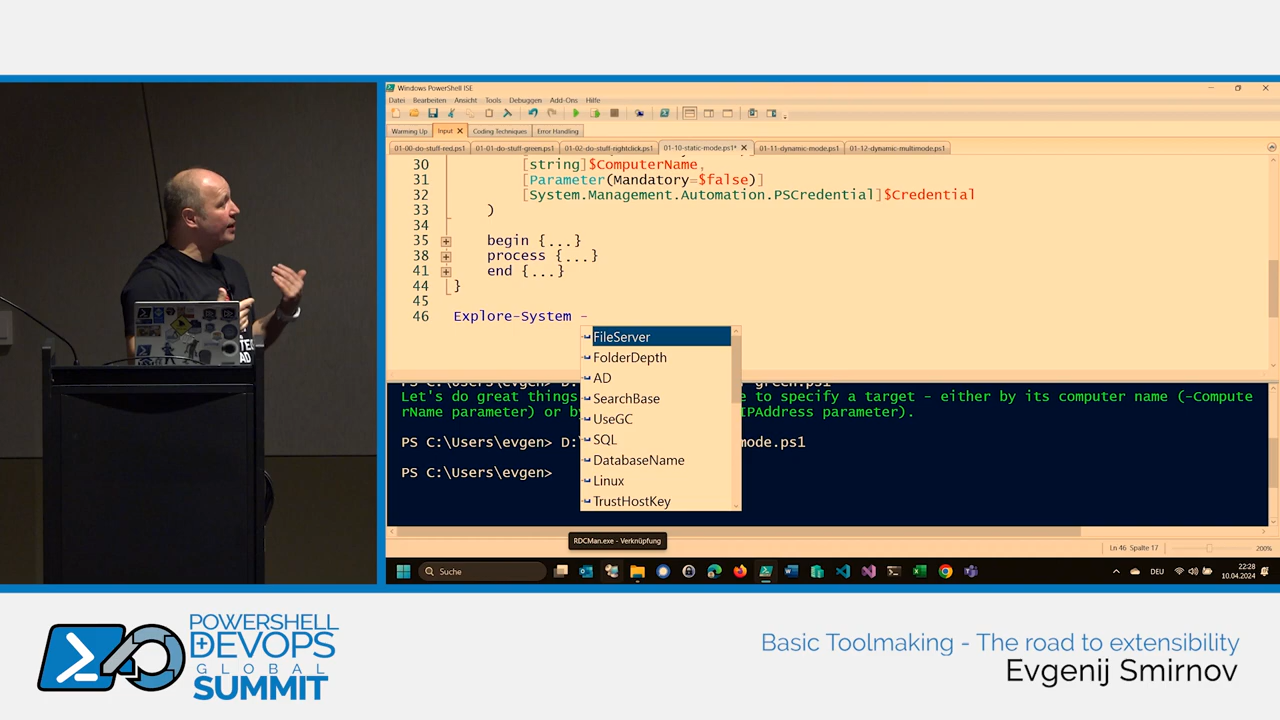 Windows PowerShell ISE
Datei Bearbeiten Ansicht Tools Debuggen Add-Ons Hilfe
Warming Up Input Coding Techniques Error Handling
01-00-do-stuff-red.ps1 01-01-do-stuff-green.ps1 01-02-do-stuff-rightclick.ps1 01-10-static-mode.ps1* 01-11-dynamic-mode.ps1 01-12-dynamic-multimode.ps1
30 [string]$ComputerName,
31 [Parameter(Mandatory=$false)]
32 [System.Management.Automation.PSCredential]$Credential
33 )
34
35 begin {...}
38 process {...}
41 end {...}
44 }
45
46 Explore-System -
FileServer
FolderDepth
AD
SearchBase
UseGC
SQL
DatabaseName
Linux
TrustHostKey
PS C:\Users\evgen> D: green.ps1
Let's do great things e to specify a target - either by its computer name (-Compute
rName parameter) or by IPAddress parameter).
PS C:\Users\evgen> D:\ mode.ps1
PS C:\Users\evgen>
RDCMan.exe - Verknüpfung
Ln 46 Spalte 17 200%
Suche
DEU
22:28
10.04.2024
POWERSHELL
DEVOPS
GLOBAL
SUMMIT
Basic Toolmaking - The road to extensibility
Evgenij Smirnov